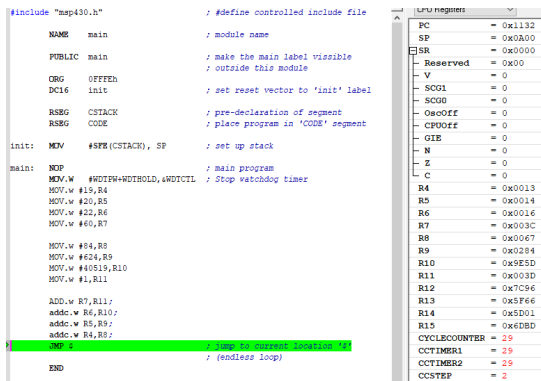 #include "msp430.h" ; #define controlled include file
NAME main ; module name
PUBLIC main ; make the main label vissible
; outside this module
ORG 0FFFEh
DC16 init ; set reset vector to 'init' label
RSEG CSTACK ; pre-declaration of segment
RSEG CODE ; place program in 'CODE' segment
init: MOV #SFE(CSTACK), SP ; set up stack
main: NOP ; main program
MOV.W #WDTPW+WDTHOLD,&WDTCTL ; Stop watchdog timer
MOV.w #19,R4
MOV.w #20,R5
MOV.w #22,R6
MOV.w #60,R7
MOV.w #84,R8
MOV.w #624,R9
MOV.w #40519,R10
MOV.w #1,R11
ADD.w R7,R11;
addc.w R6,R10;
addc.w R5,R9;
addc.w R4,R8;
JMP $ ; jump to current location '$'
; (endless loop)
END
CPU Registers
PC = 0x1132
SP = 0x0A00
SR = 0x0000
Reserved = 0x00
V = 0
SCG1 = 0
SCG0 = 0
OscOff = 0
CPUOff = 0
GIE = 0
N = 0
Z = 0
C = 0
R4 = 0x0013
R5 = 0x0014
R6 = 0x0016
R7 = 0x003C
R8 = 0x0067
R9 = 0x0284
R10 = 0x9E5D
R11 = 0x003D
R12 = 0x7C96
R13 = 0x5F66
R14 = 0x5D01
R15 = 0x6DBD
CYCLECOUNTER = 29
CCTIMER1 = 29
CCTIMER2 = 29
CCSTEP = 2